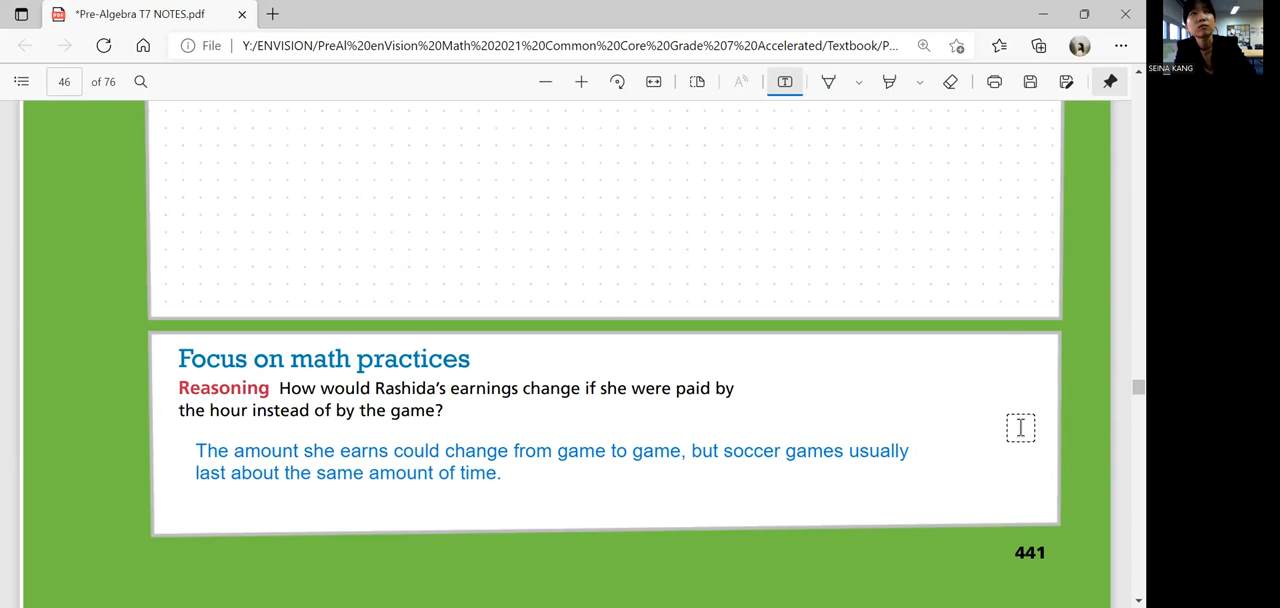 *Pre-Algebra T7 NOTES.pdf
File
Y:/ENVISION/PreAl%20enVision%20Math%202021%20Common%20Core%20Grade%207%20Accelerated/Textbook/P...
46 of 76
SEINA KANG
Focus on math practices
Reasoning How would Rashida's earnings change if she were paid by
the hour instead of by the game?
The amount she earns could change from game to game, but soccer games usually
last about the same amount of time.
441